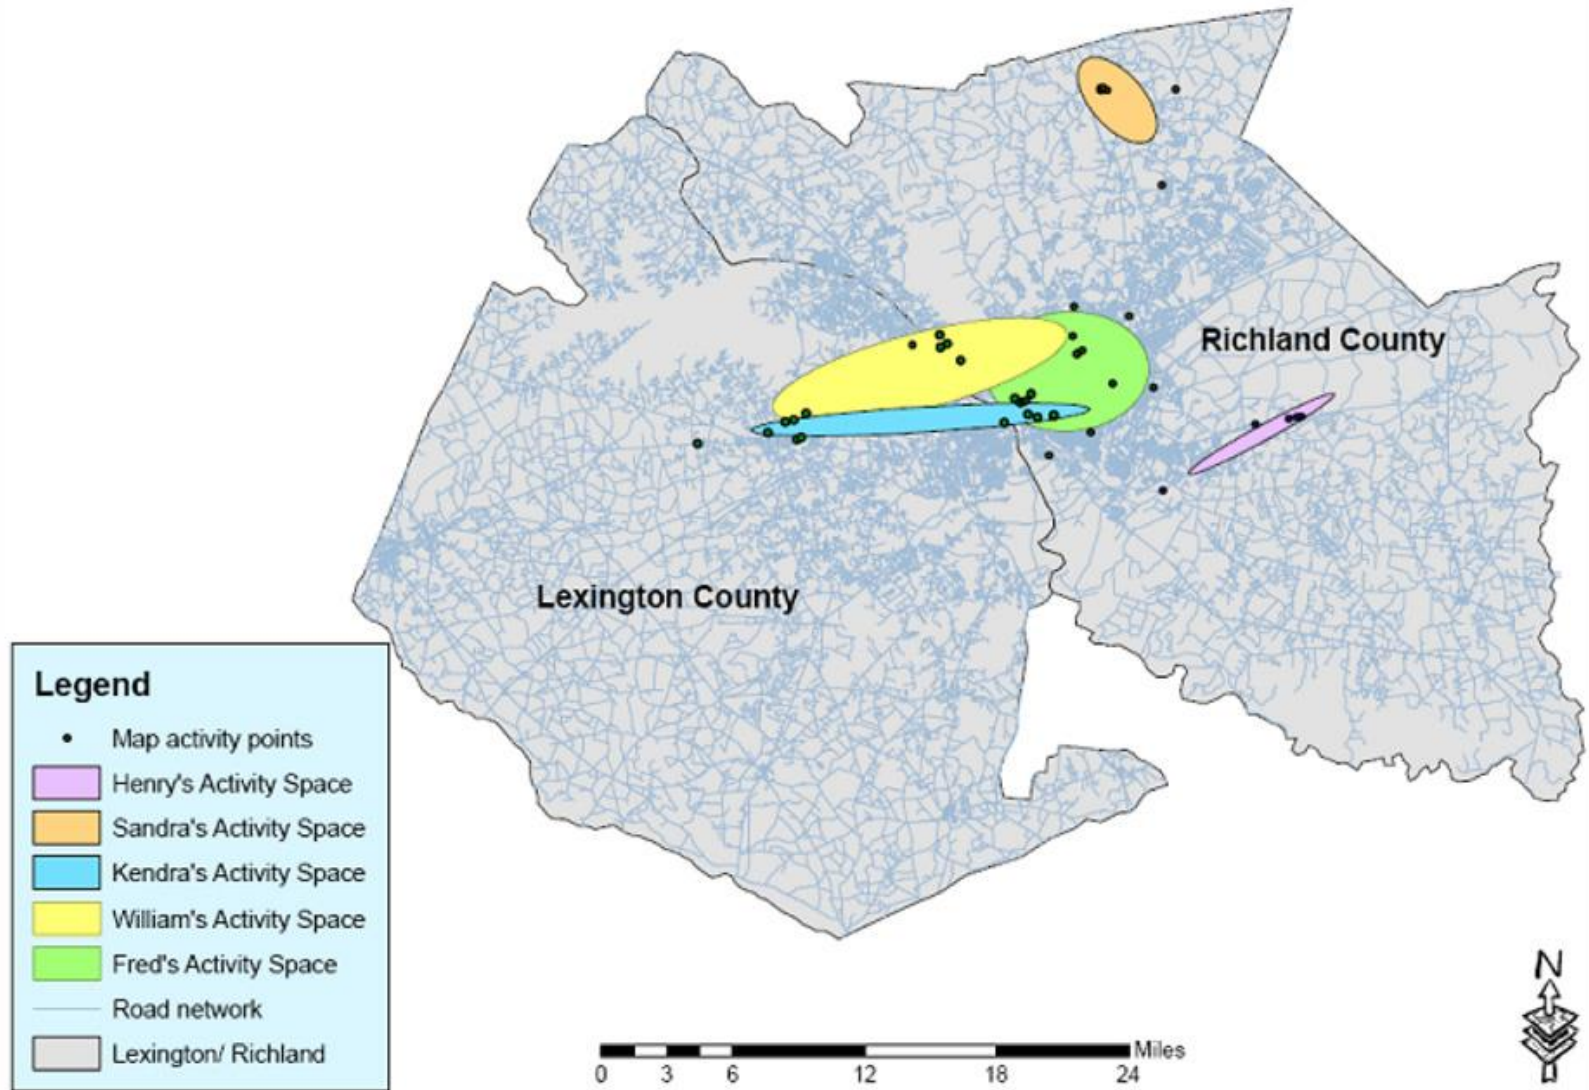 Richland County
Lexington County
Legend
Map activity points
Henry's Activity Space
Sandra's Activity Space
Kendra's Activity Space
William's Activity Space
Fred's Activity Space
Road network
Lexington/ Richland
Miles
0 3 6 12 18 24
N